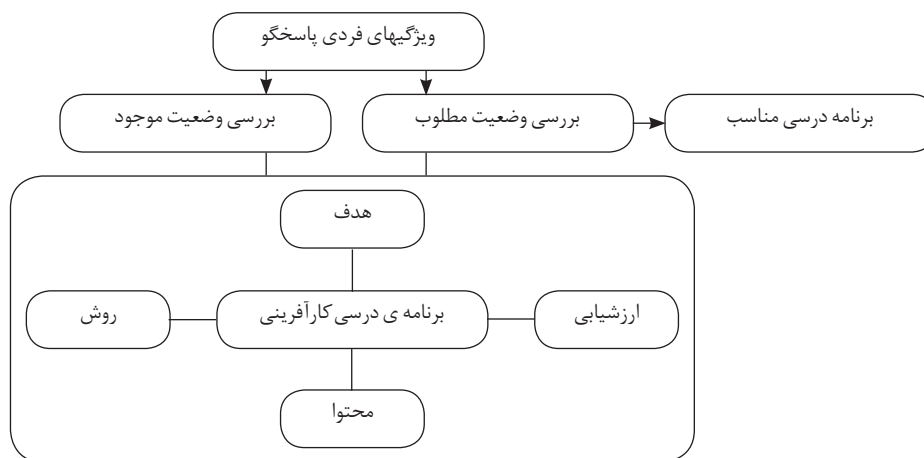 ویژگیهای فردی پاسخگو
بررسی وضعیت موجود
بررسی وضعیت مطلوب
برنامه درسی مناسب
هدف
روش
برنامه ی درسی کارآفرینی
ارزشیابی
محتوا